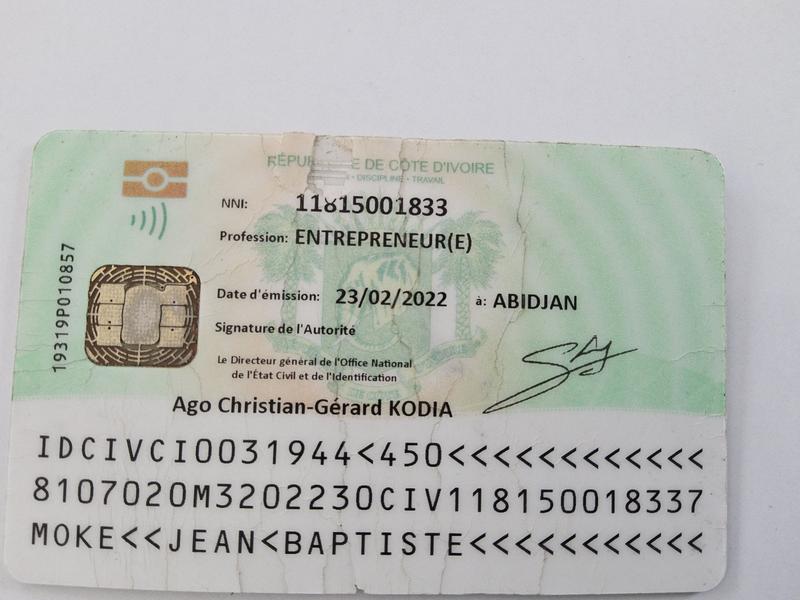 DE CÔTE D'IVOIRE
DISCIPLINE - TRAVAIL
NNI: 11815001833
Profession: ENTREPRENEUR(E)
Date d'émission: 23/02/2022 à: ABIDJAN
Signature de l'Autorité
Le Directeur général de l'Office National
de l'État Civil et de l'Identification
Ago Christian-Gérard KODIA
19319P010857
IDCIVCI0031944<450<<<<<<<<<<<<
8107020M3202230CIV118150018337
MOKE<<JEAN<BAPTISTE<<<<<<<<<<<